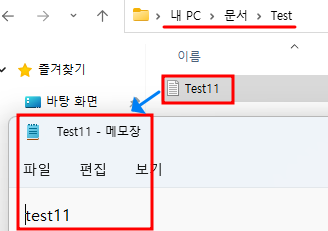 내 PC > 문서 > Test
이름
즐겨찾기
바탕 화면
Test11
Test11 - 메모장
파일 편집 보기
test11